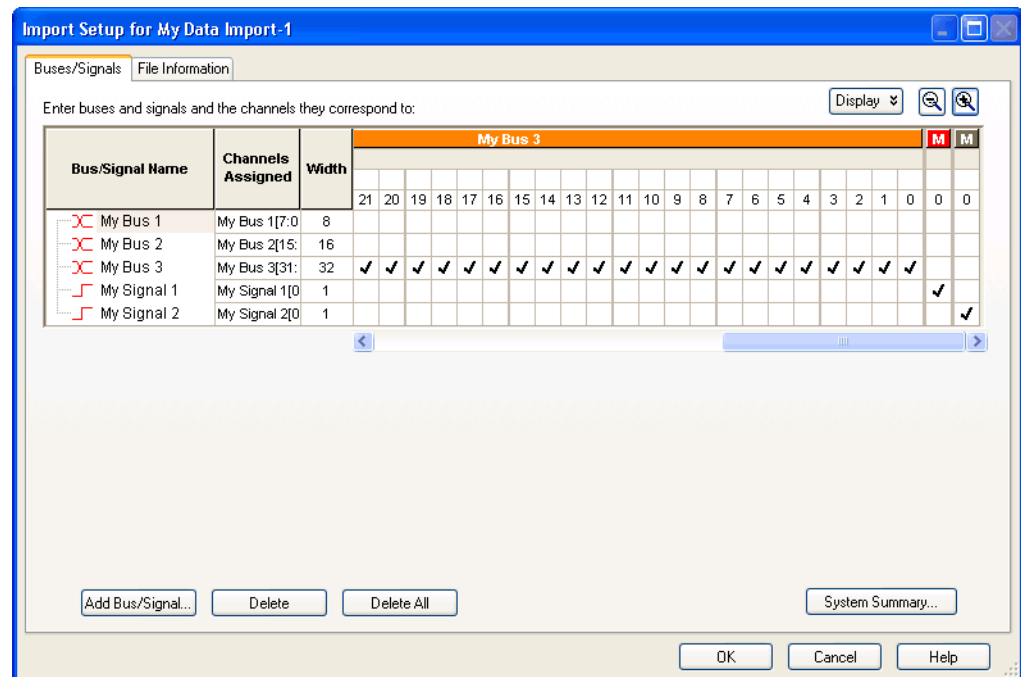 Import Setup for My Data Import-1
Buses/Signals File Information
Enter buses and signals and the channels they correspond to:
Display
My Bus 3 M M
Bus/Signal Name Channels Assigned Width
21 20 19 18 17 16 15 14 13 12 11 10 9 8 7 6 5 4 3 2 1 0 0 0
My Bus 1 My Bus 1[7:0 8
My Bus 2 My Bus 2[15: 16
My Bus 3 My Bus 3[31: 32
My Signal 1 My Signal 1[0 1
My Signal 2 My Signal 2[0 1
Add Bus/Signal... Delete Delete All System Summary...
OK Cancel Help